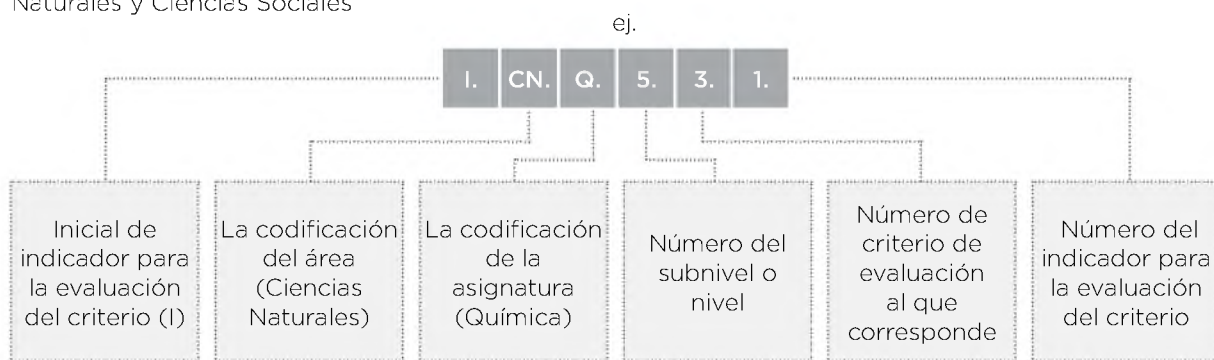 Naturales y Ciencias Sociales
ej.
I. CN. Q. 5. 3. 1.
Inicial de
indicador para
la evaluación
del criterio (I)
La codificación
del área
(Ciencias
Naturales)
La codificación
de la
asignatura
(Química)
Número del
subnivel o
nivel
Número de
criterio de
evaluación
al que
corresponde
Número del
indicador para
la evaluación
del criterio